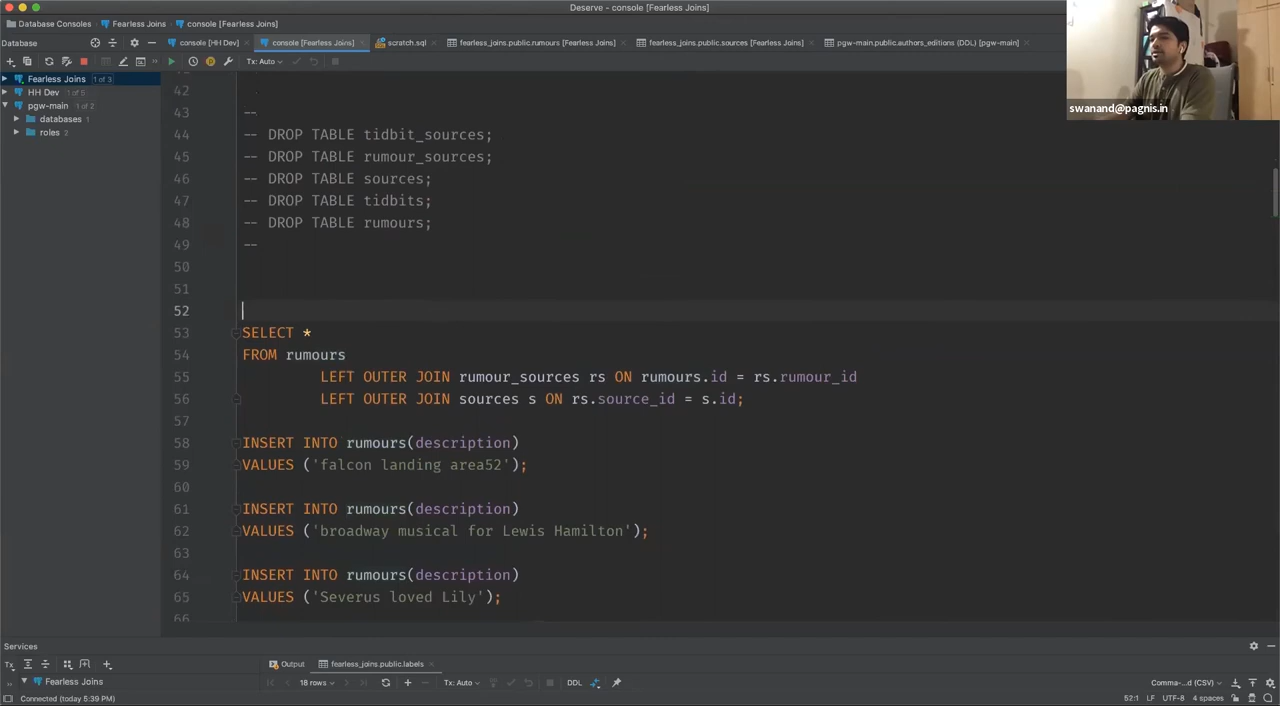 Deserve - console [Fearless Joins]
Database Consoles Fearless Joins console [Fearless Joins]
Database console [HH Dev] console [Fearless Joins] scratch.sql fearless_joins.public.rumours [Fearless Joins] fearless_joins.public.sources [Fearless Joins] pgw-main.public.authors_editions (DDL) [pgw-main]
Tx: Auto
swanand@pagnis.in
Fearless Joins 1 of 3
HH Dev 1 of 5
pgw-main 1 of 2
databases 1
roles 2
42
43 --
44 -- DROP TABLE tidbit_sources;
45 -- DROP TABLE rumour_sources;
46 -- DROP TABLE sources;
47 -- DROP TABLE tidbits;
48 -- DROP TABLE rumours;
49 --
50
51
52
53 SELECT *
54 FROM rumours
55 LEFT OUTER JOIN rumour_sources rs ON rumours.id = rs.rumour_id
56 LEFT OUTER JOIN sources s ON rs.source_id = s.id;
57
58 INSERT INTO rumours(description)
59 VALUES ('falcon landing area52');
60
61 INSERT INTO rumours(description)
62 VALUES ('broadway musical for Lewis Hamilton');
63
64 INSERT INTO rumours(description)
65 VALUES ('Severus loved Lily');
66
Services
Tx Output fearless_joins.public.labels
Fearless Joins 18 rows Tx: Auto DDL Comma-...d (CSV)
Connected (today 5:39 PM) 52:1 LF UTF-8 4 spaces